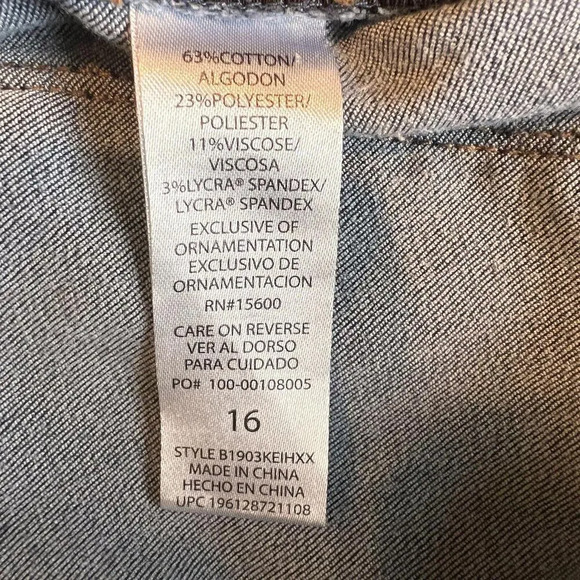 63%COTTON/
ALGODON
23%POLYESTER/
POLIESTER
11%VISCOSE/
VISCOSA
3%LYCRA® SPANDEX/
LYCRA® SPANDEX
EXCLUSIVE OF
ORNAMENTATION
EXCLUSIVO DE
ORNAMENTACION
RN#15600
CARE ON REVERSE
VER AL DORSO
PARA CUIDADO
PO# 100-00108005
16
STYLE B1903KEIHXX
MADE IN CHINA
HECHO EN CHINA
UPC 196128721108